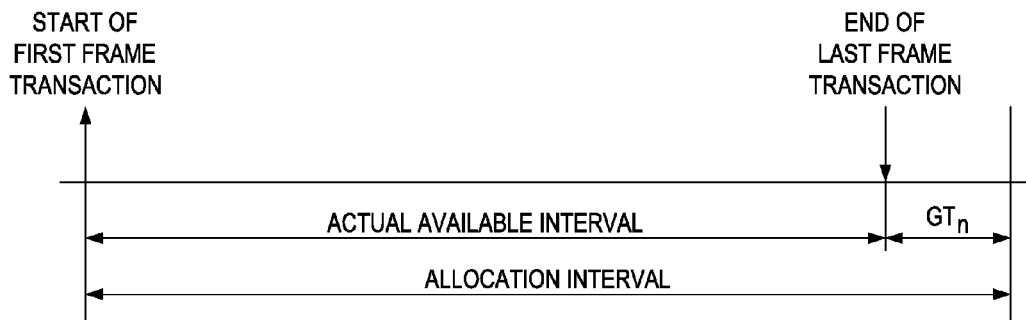 START OF
FIRST FRAME
TRANSACTION
END OF
LAST FRAME
TRANSACTION
ACTUAL AVAILABLE INTERVAL
GTn
ALLOCATION INTERVAL